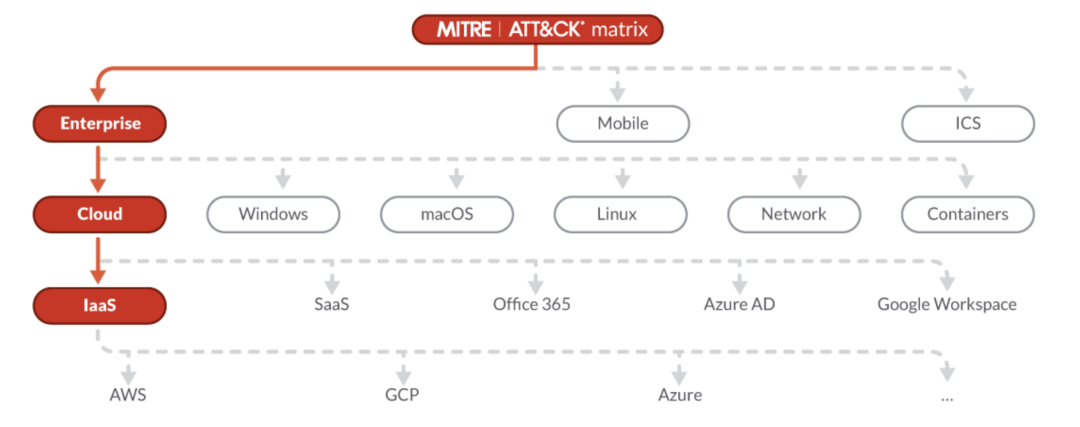 MITRE | ATT&CK® matrix
Enterprise
Mobile
ICS
Cloud
Windows
macOS
Linux
Network
Containers
IaaS
SaaS
Office 365
Azure AD
Google Workspace
AWS
GCP
Azure
...